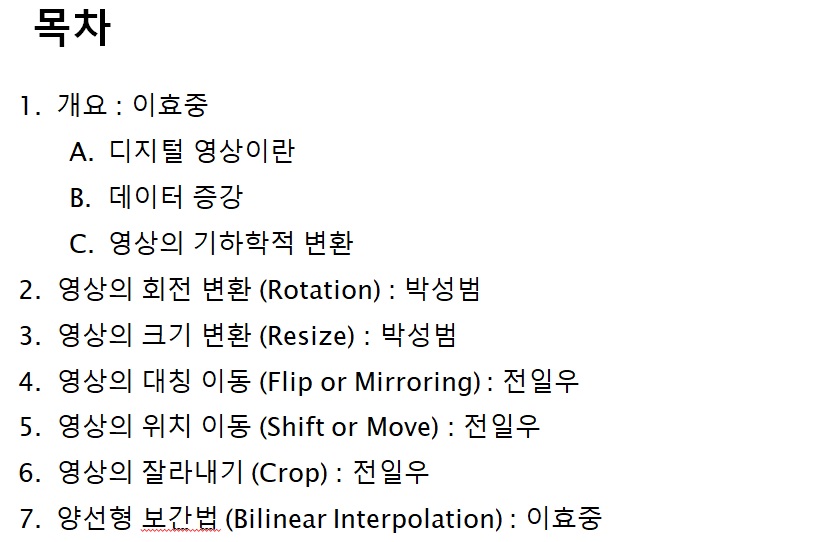 목차
1. 개요 : 이효중
A. 디지털 영상이란
B. 데이터 증강
C. 영상의 기하학적 변환
2. 영상의 회전 변환 (Rotation) : 박성범
3. 영상의 크기 변환 (Resize) : 박성범
4. 영상의 대칭 이동 (Flip or Mirroring) : 전일우
5. 영상의 위치 이동 (Shift or Move) : 전일우
6. 영상의 잘라내기 (Crop) : 전일우
7. 양선형 보간법 (Bilinear Interpolation) : 이효중